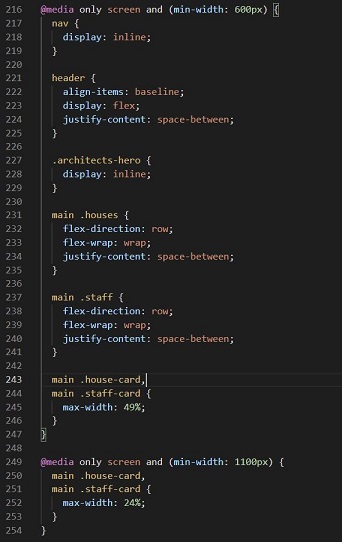 216 @media only screen and (min-width: 600px) {
217 nav {
218 display: inline;
219 }
220
221 header {
222 align-items: baseline;
223 display: flex;
224 justify-content: space-between;
225 }
226
227 .architects-hero {
228 display: inline;
229 }
230
231 main .houses {
232 flex-direction: row;
233 flex-wrap: wrap;
234 justify-content: space-between;
235 }
236
237 main .staff {
238 flex-direction: row;
239 flex-wrap: wrap;
240 justify-content: space-between;
241 }
242
243 main .house-card,
244 main .staff-card {
245 max-width: 49%;
246 }
247 }
248
249 @media only screen and (min-width: 1100px) {
250 main .house-card,
251 main .staff-card {
252 max-width: 24%;
253 }
254 }